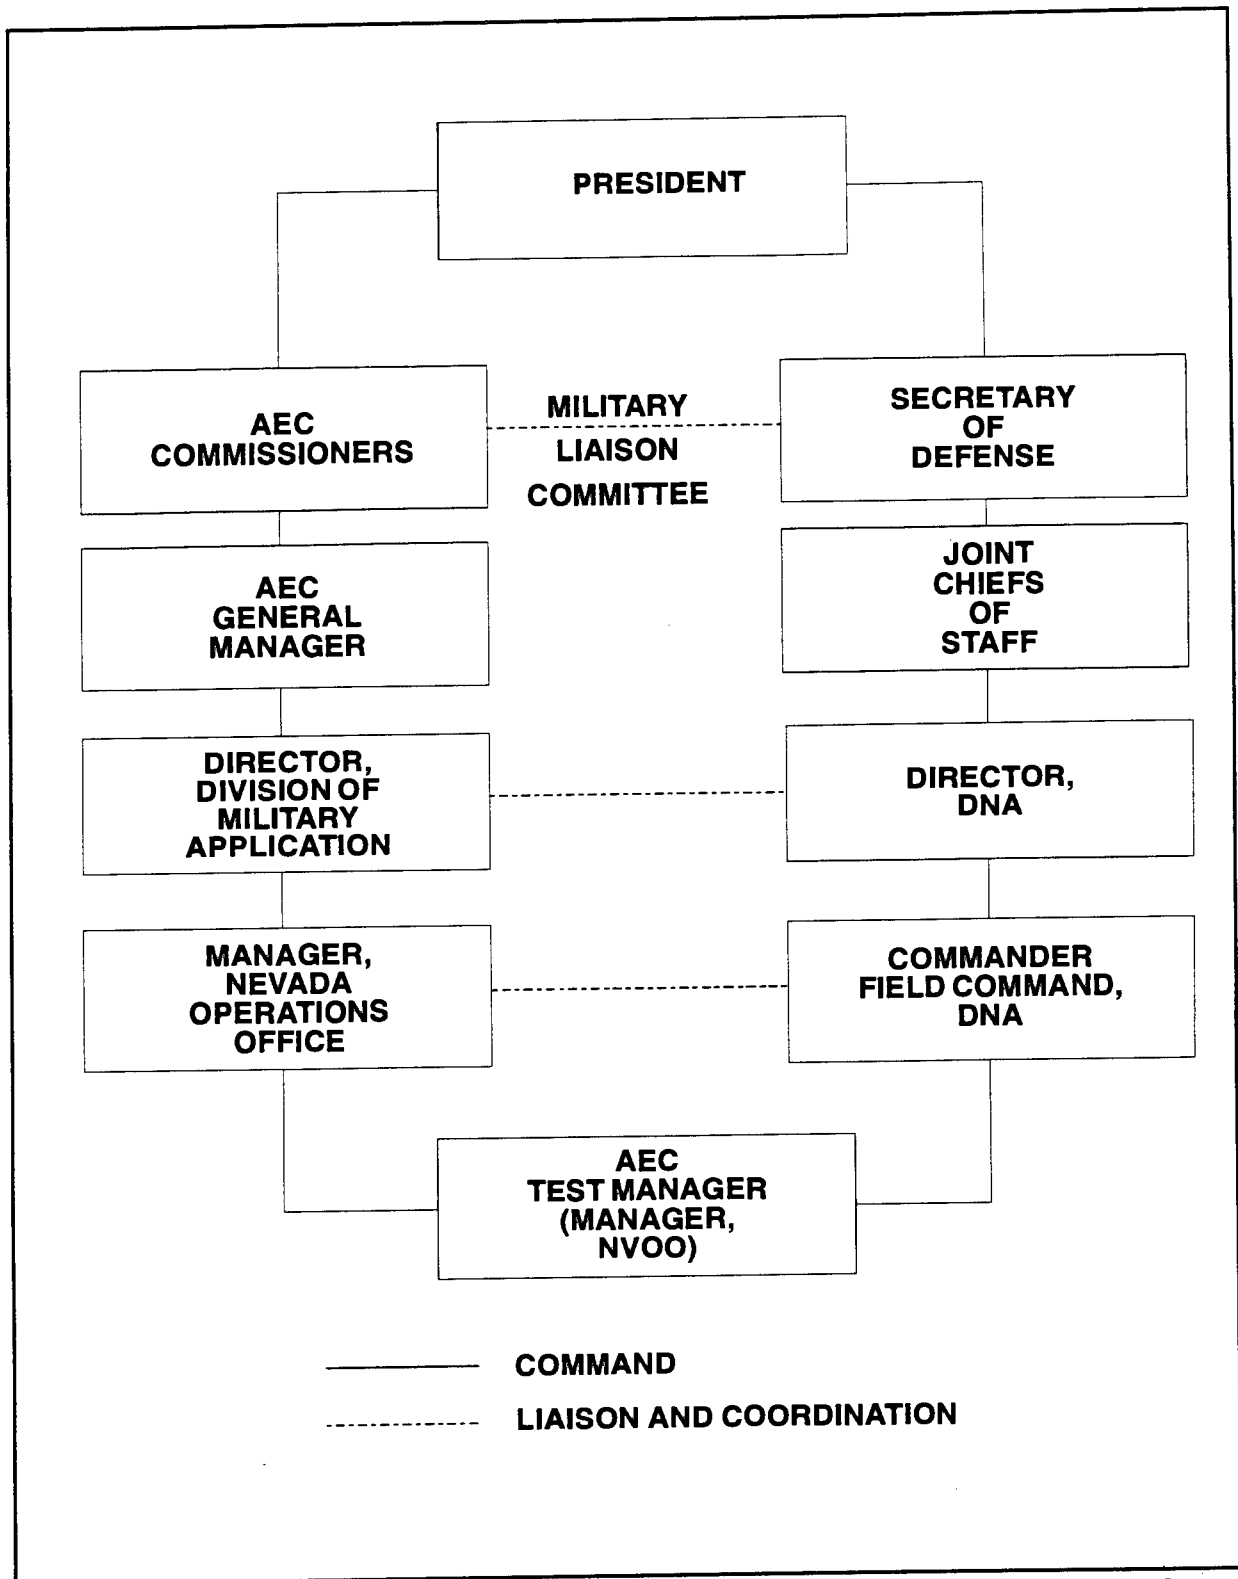 PRESIDENT
AEC
COMMISSIONERS
MILITARY
LIAISON
COMMITTEE
SECRETARY
OF
DEFENSE
AEC
GENERAL
MANAGER
JOINT
CHIEFS
OF
STAFF
DIRECTOR,
DIVISION OF
MILITARY
APPLICATION
DIRECTOR,
DNA
MANAGER,
NEVADA
OPERATIONS
OFFICE
COMMANDER
FIELD COMMAND,
DNA
AEC
TEST MANAGER
(MANAGER,
NVOO)
COMMAND
LIAISON AND COORDINATION